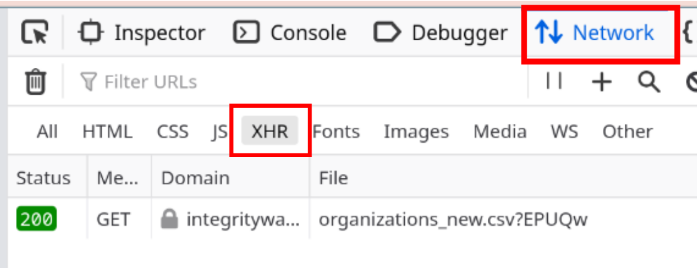 Inspector Console Debugger Network {
Filter URLs
All HTML CSS JS XHR Fonts Images Media WS Other
Status Me... Domain File
200 GET integritywa... organizations_new.csv?EPUQw